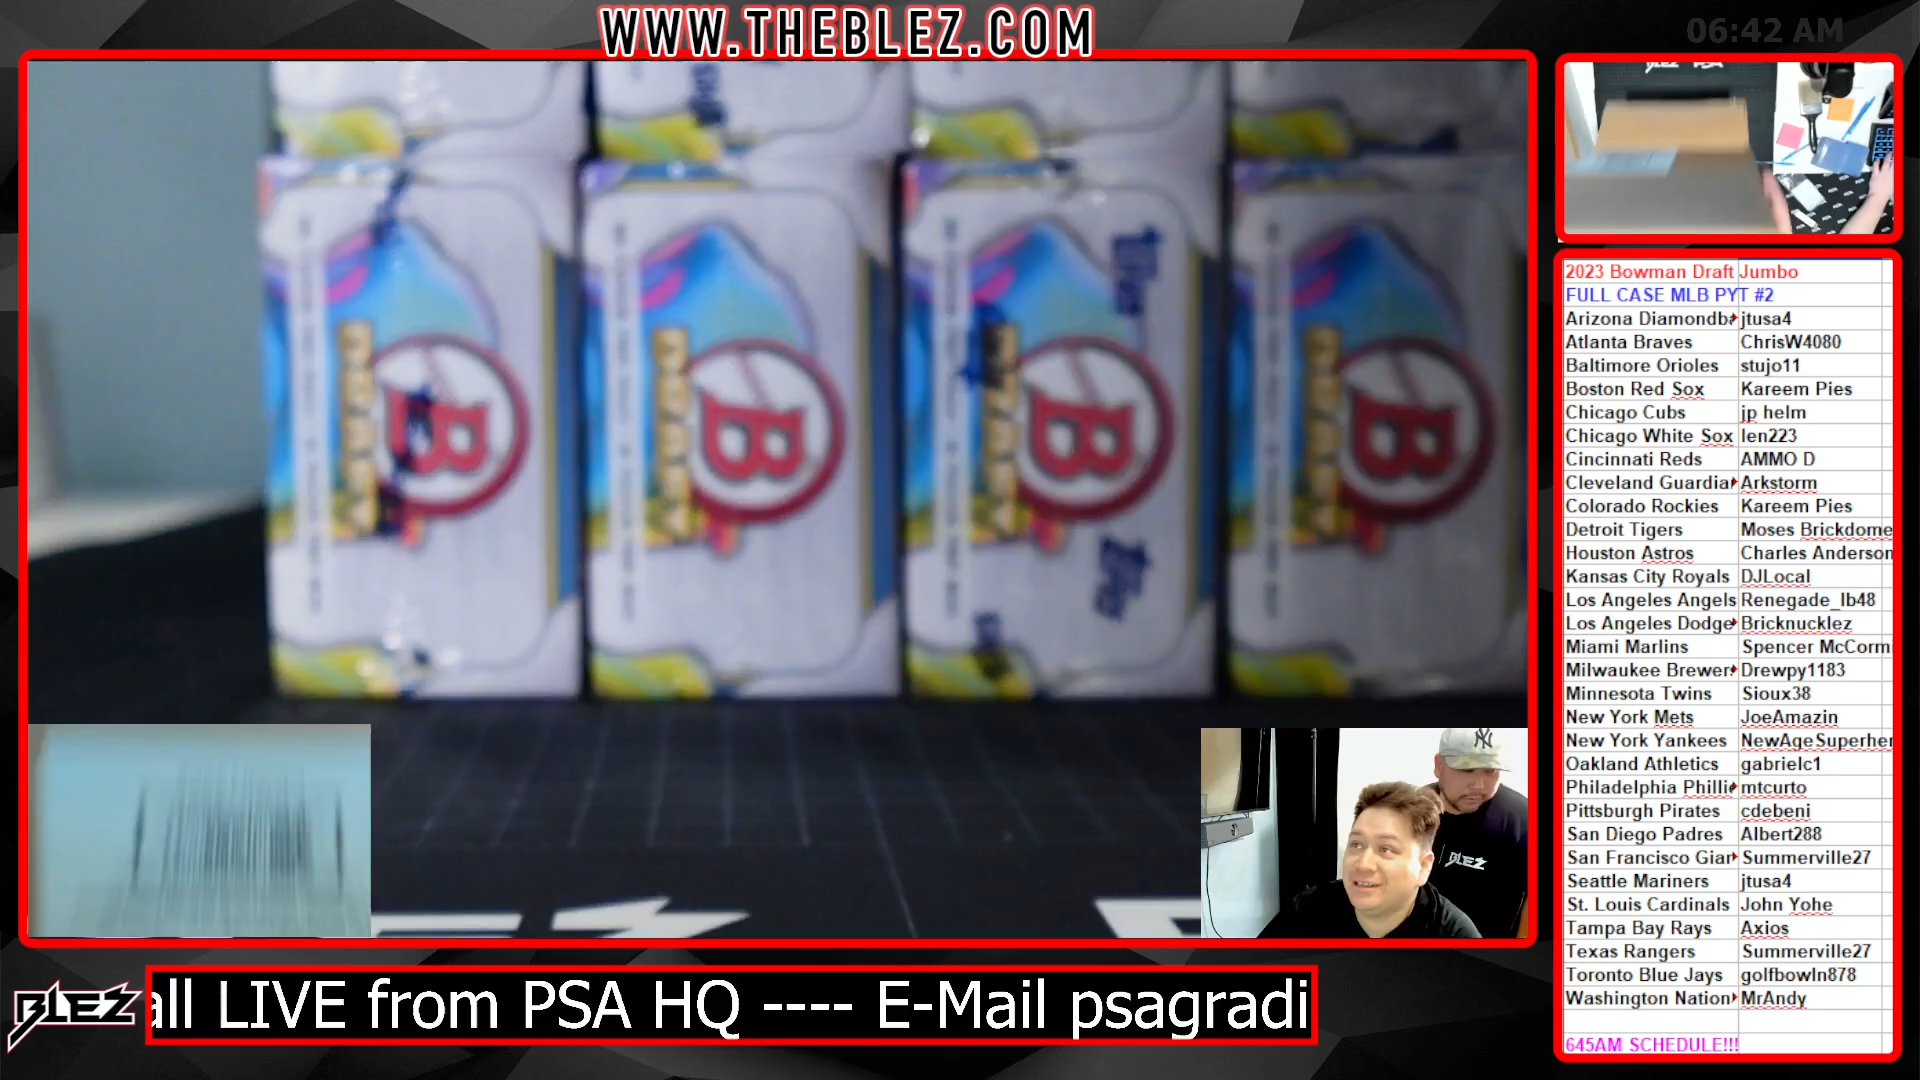 WWW.THEBLEZ.COM
06:42 AM
BLEZ PSA
B
B
B
B
BLEZ
NY
2023 Bowman Draft Jumbo
FULL CASE MLB PYT #2
Arizona Diamondba jtusa4
Atlanta Braves ChrisW4080
Baltimore Orioles stujo11
Boston Red Sox Kareem Pies
Chicago Cubs jp helm
Chicago White Sox len223
Cincinnati Reds AMMO D
Cleveland Guardia Arkstorm
Colorado Rockies Kareem Pies
Detroit Tigers Moses Brickdome
Houston Astros Charles Anderson
Kansas City Royals DJLocal
Los Angeles Angels Renegade_lb48
Los Angeles Dodge Bricknucklez
Miami Marlins Spencer McCormi
Milwaukee Brewer Drewpy1183
Minnesota Twins Sioux38
New York Mets JoeAmazin
New York Yankees NewAgeSuperher
Oakland Athletics gabrielc1
Philadelphia Phillie mtcurto
Pittsburgh Pirates cdebeni
San Diego Padres Albert288
San Francisco Gian Summerville27
Seattle Mariners jtusa4
St. Louis Cardinals John Yohe
Tampa Bay Rays Axios
Texas Rangers Summerville27
Toronto Blue Jays golfbowln878
Washington Nation MrAndy
645AM SCHEDULE!!!
BLEZ
all LIVE from PSA HQ ---- E-Mail psagradi